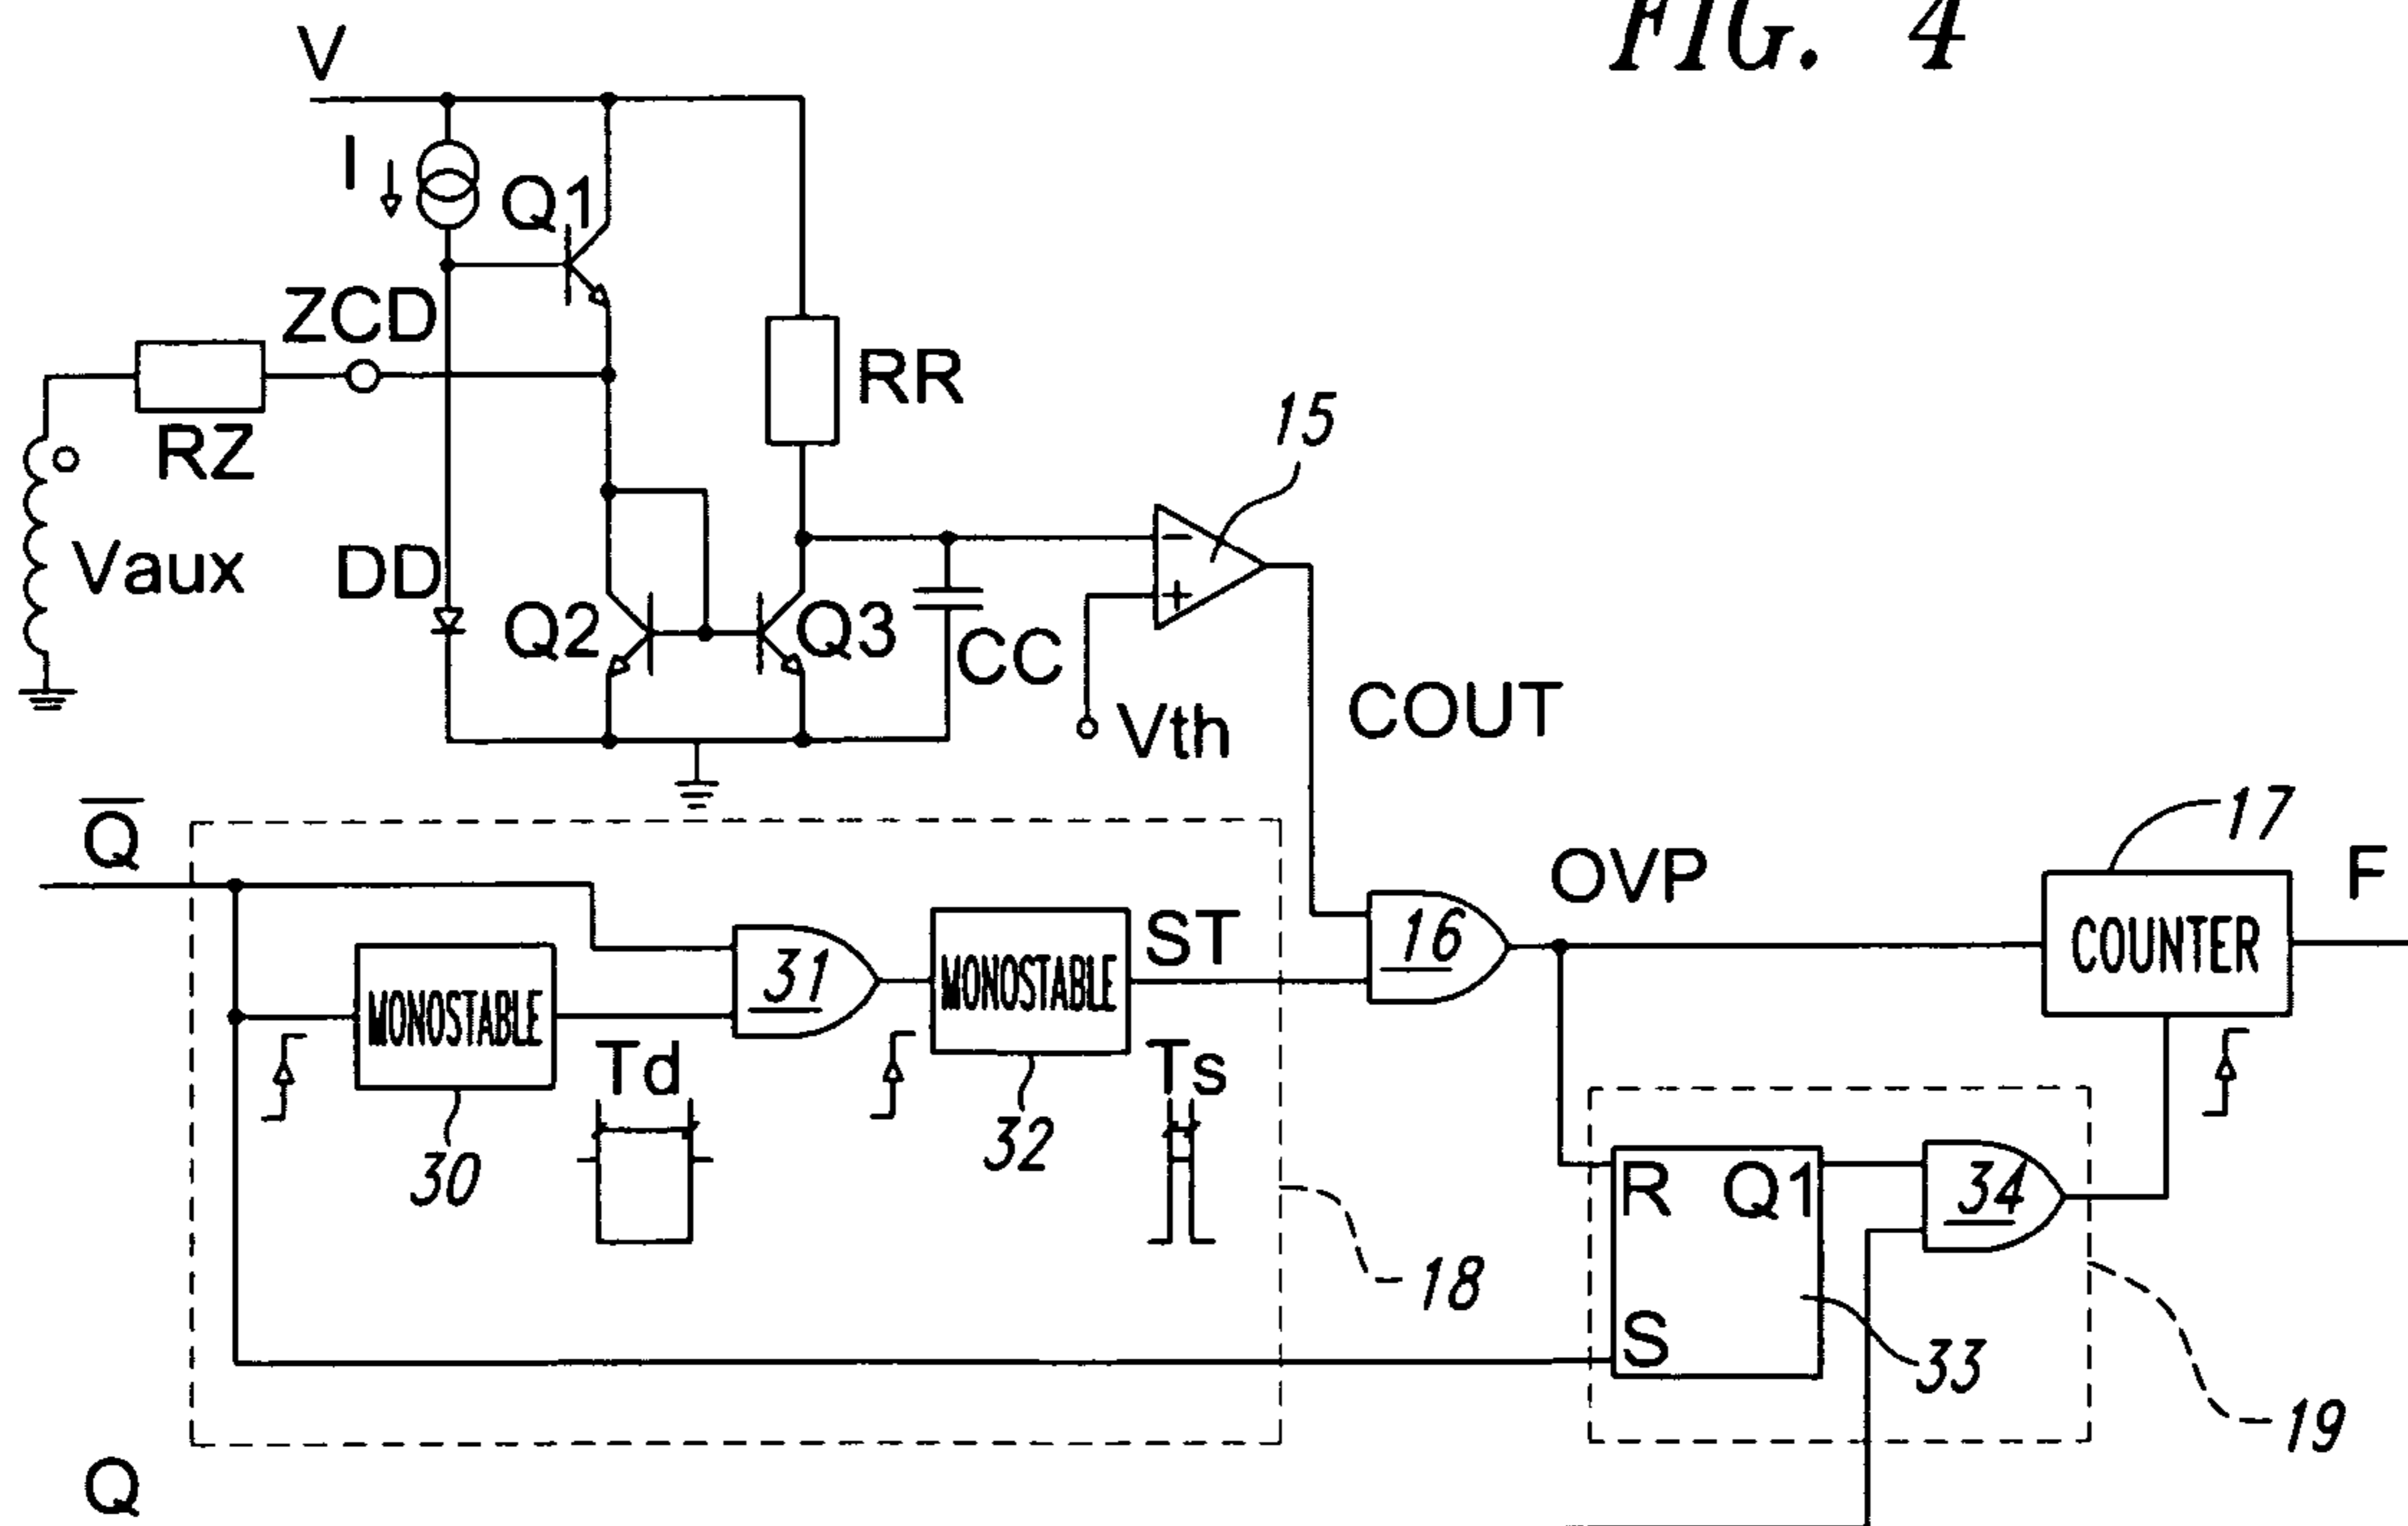 FIG. 4
V
I
Q1
ZCD
RZ
RR
15
Vaux
DD
Q2
Q3
CC
−
+
Vth
COUT
Q̅
17
OVP
F
COUNTER
16
ST
31
MONOSTABLE
MONOSTABLE
Td
Ts
30
32
R
Q1
34
18
S
33
19
Q